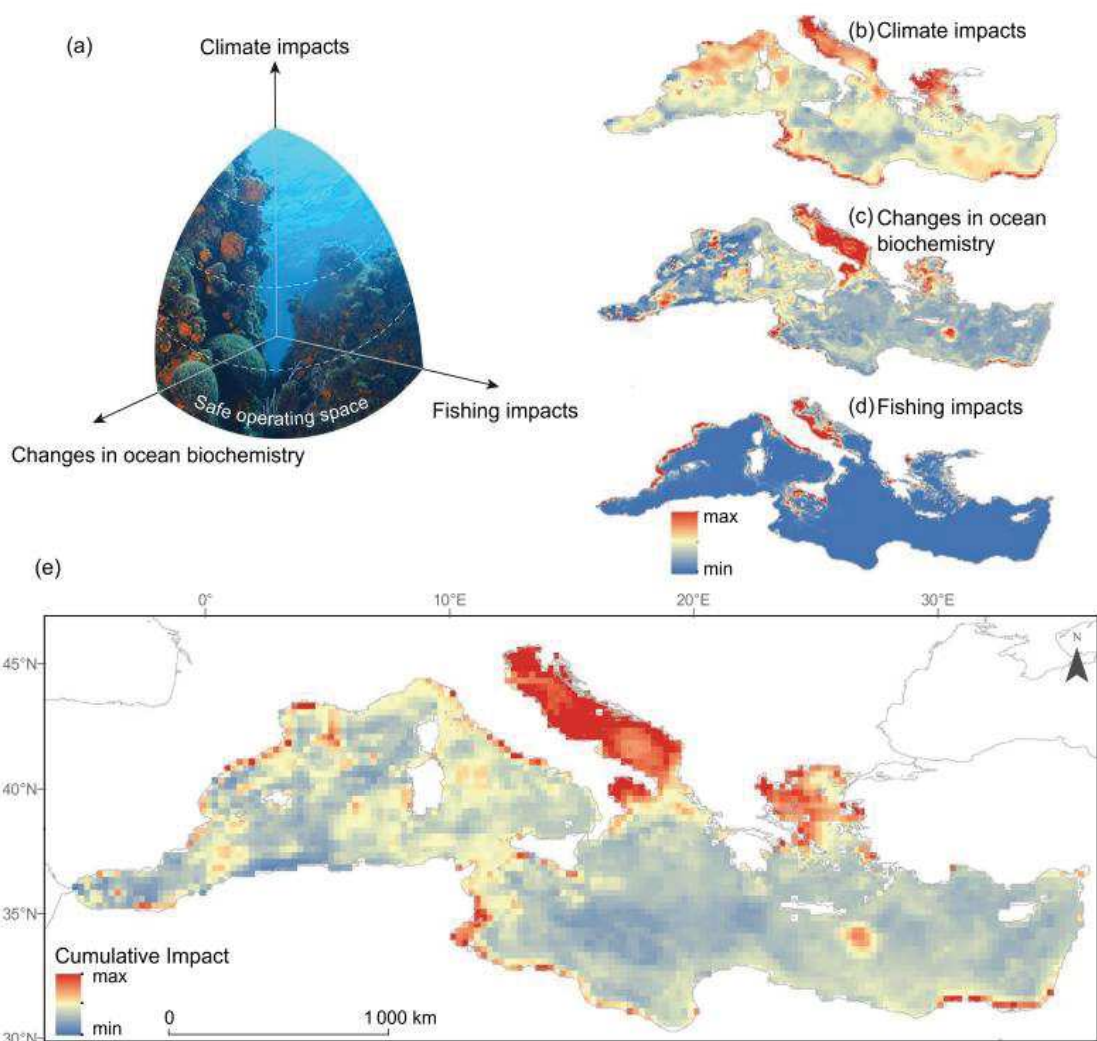 (a)
Climate impacts
Safe operating space
Fishing impacts
Changes in ocean biochemistry
(b) Climate impacts
(c) Changes in ocean
biochemistry
(d) Fishing impacts
max
min
(e)
0° 10°E 20°E 30°E
N
45°N
40°N
35°N
30°N
Cumulative Impact
max
min
0 1 000 km